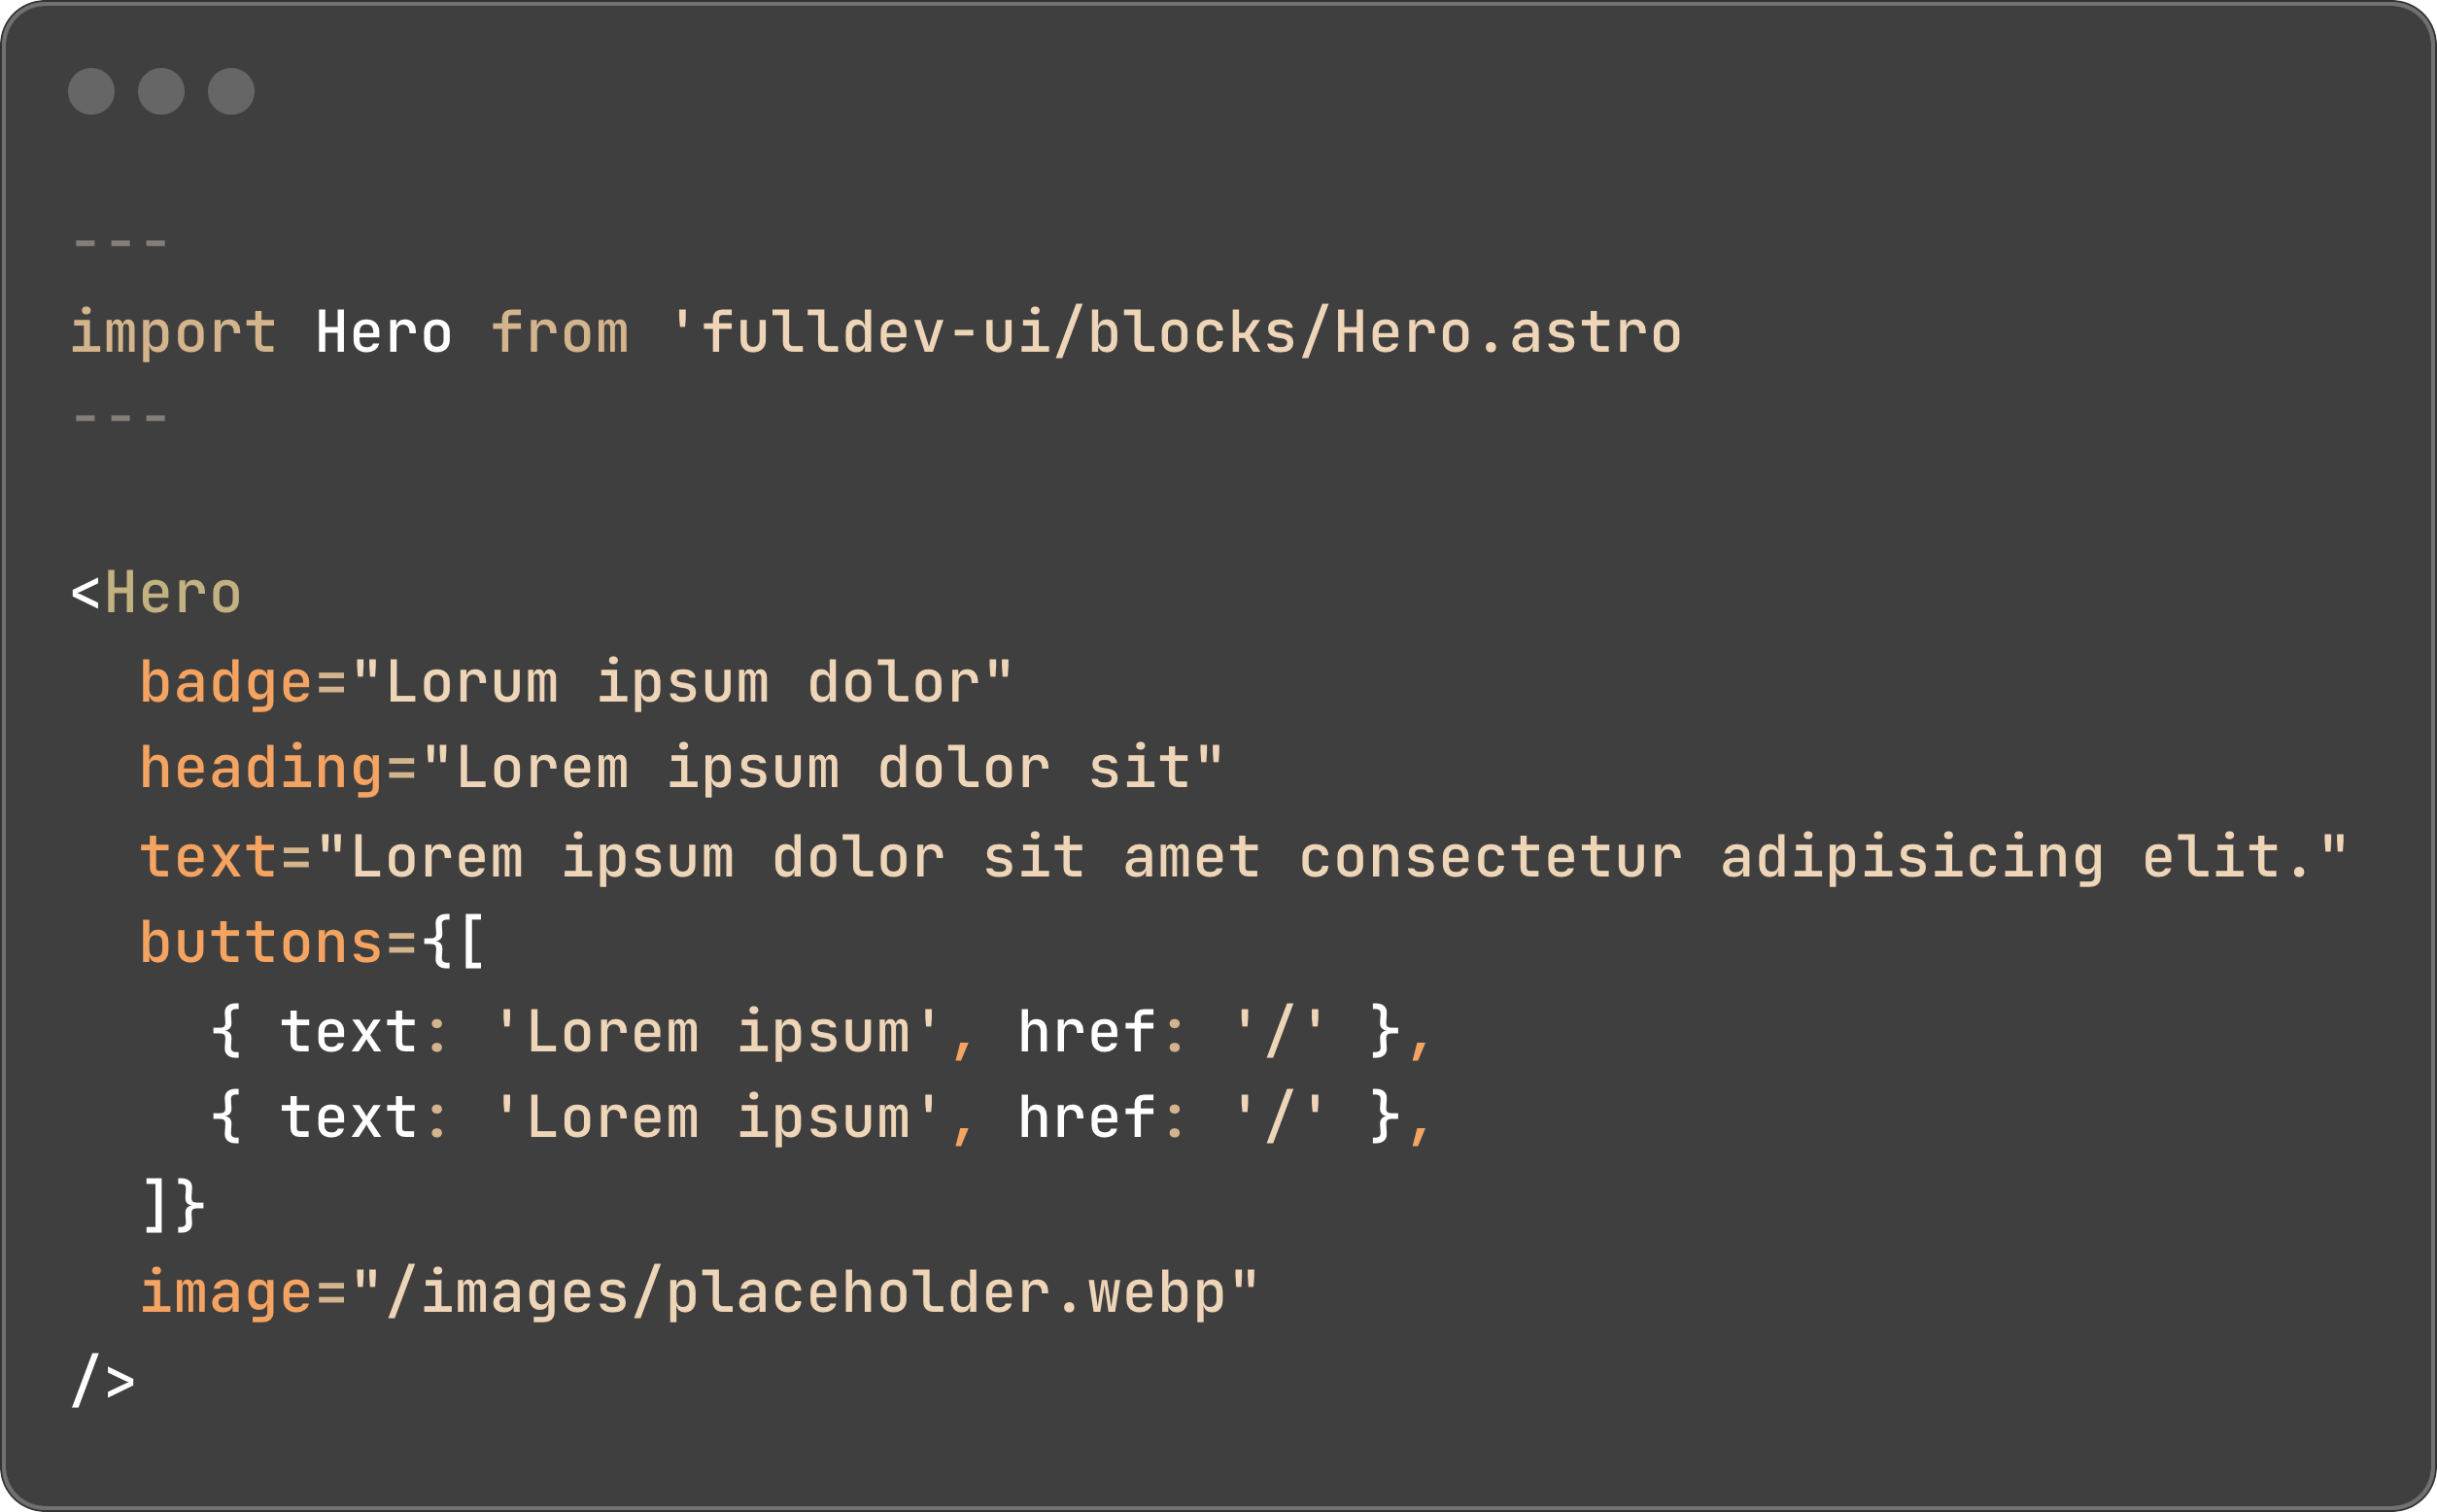 ---
import Hero from 'fulldev-ui/blocks/Hero.astro
---
<Hero
badge="Lorum ipsum dolor"
heading="Lorem ipsum dolor sit"
text="Lorem ipsum dolor sit amet consectetur adipisicing elit."
buttons={[
{ text: 'Lorem ipsum', href: '/' },
{ text: 'Lorem ipsum', href: '/' },
]}
image="/images/placeholder.webp"
/>